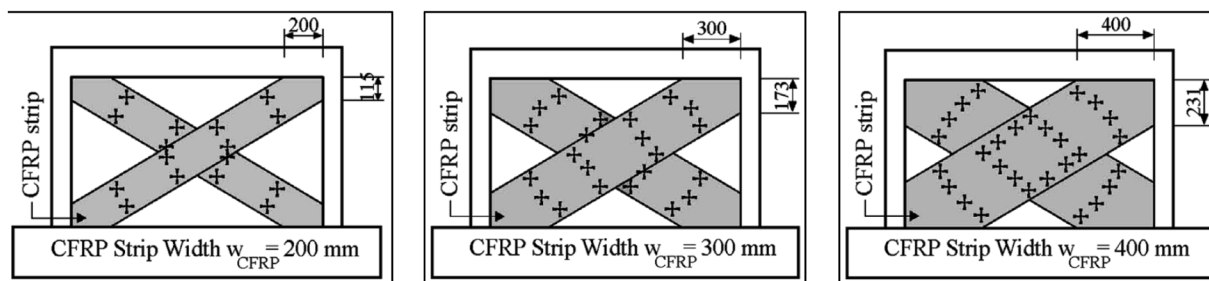 200
115
CFRP strip
CFRP Strip Width wCFRP = 200 mm
300
173
CFRP strip
CFRP Strip Width wCFRP = 300 mm
400
231
CFRP strip
CFRP Strip Width wCFRP = 400 mm